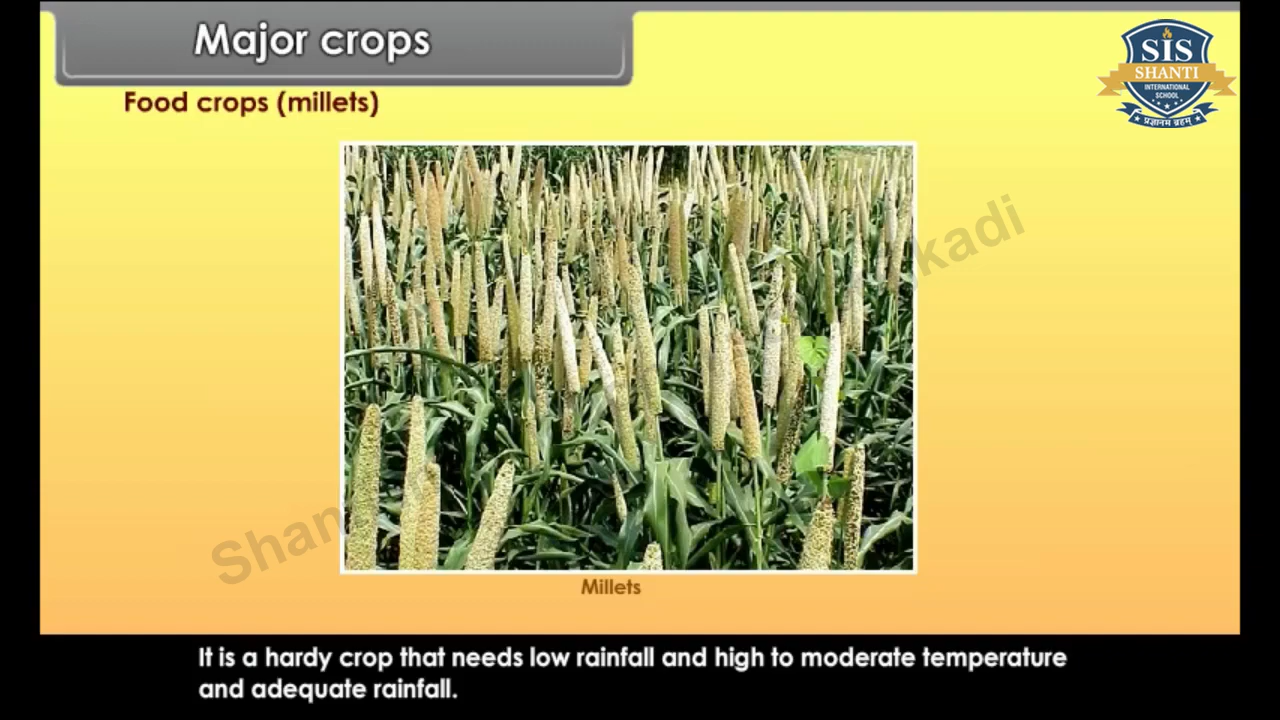 Major crops
SIS
SHANTI
INTERNATIONAL
SCHOOL
प्रज्ञानम ब्रहम्
Food crops (millets)
Millets
It is a hardy crop that needs low rainfall and high to moderate temperature
and adequate rainfall.